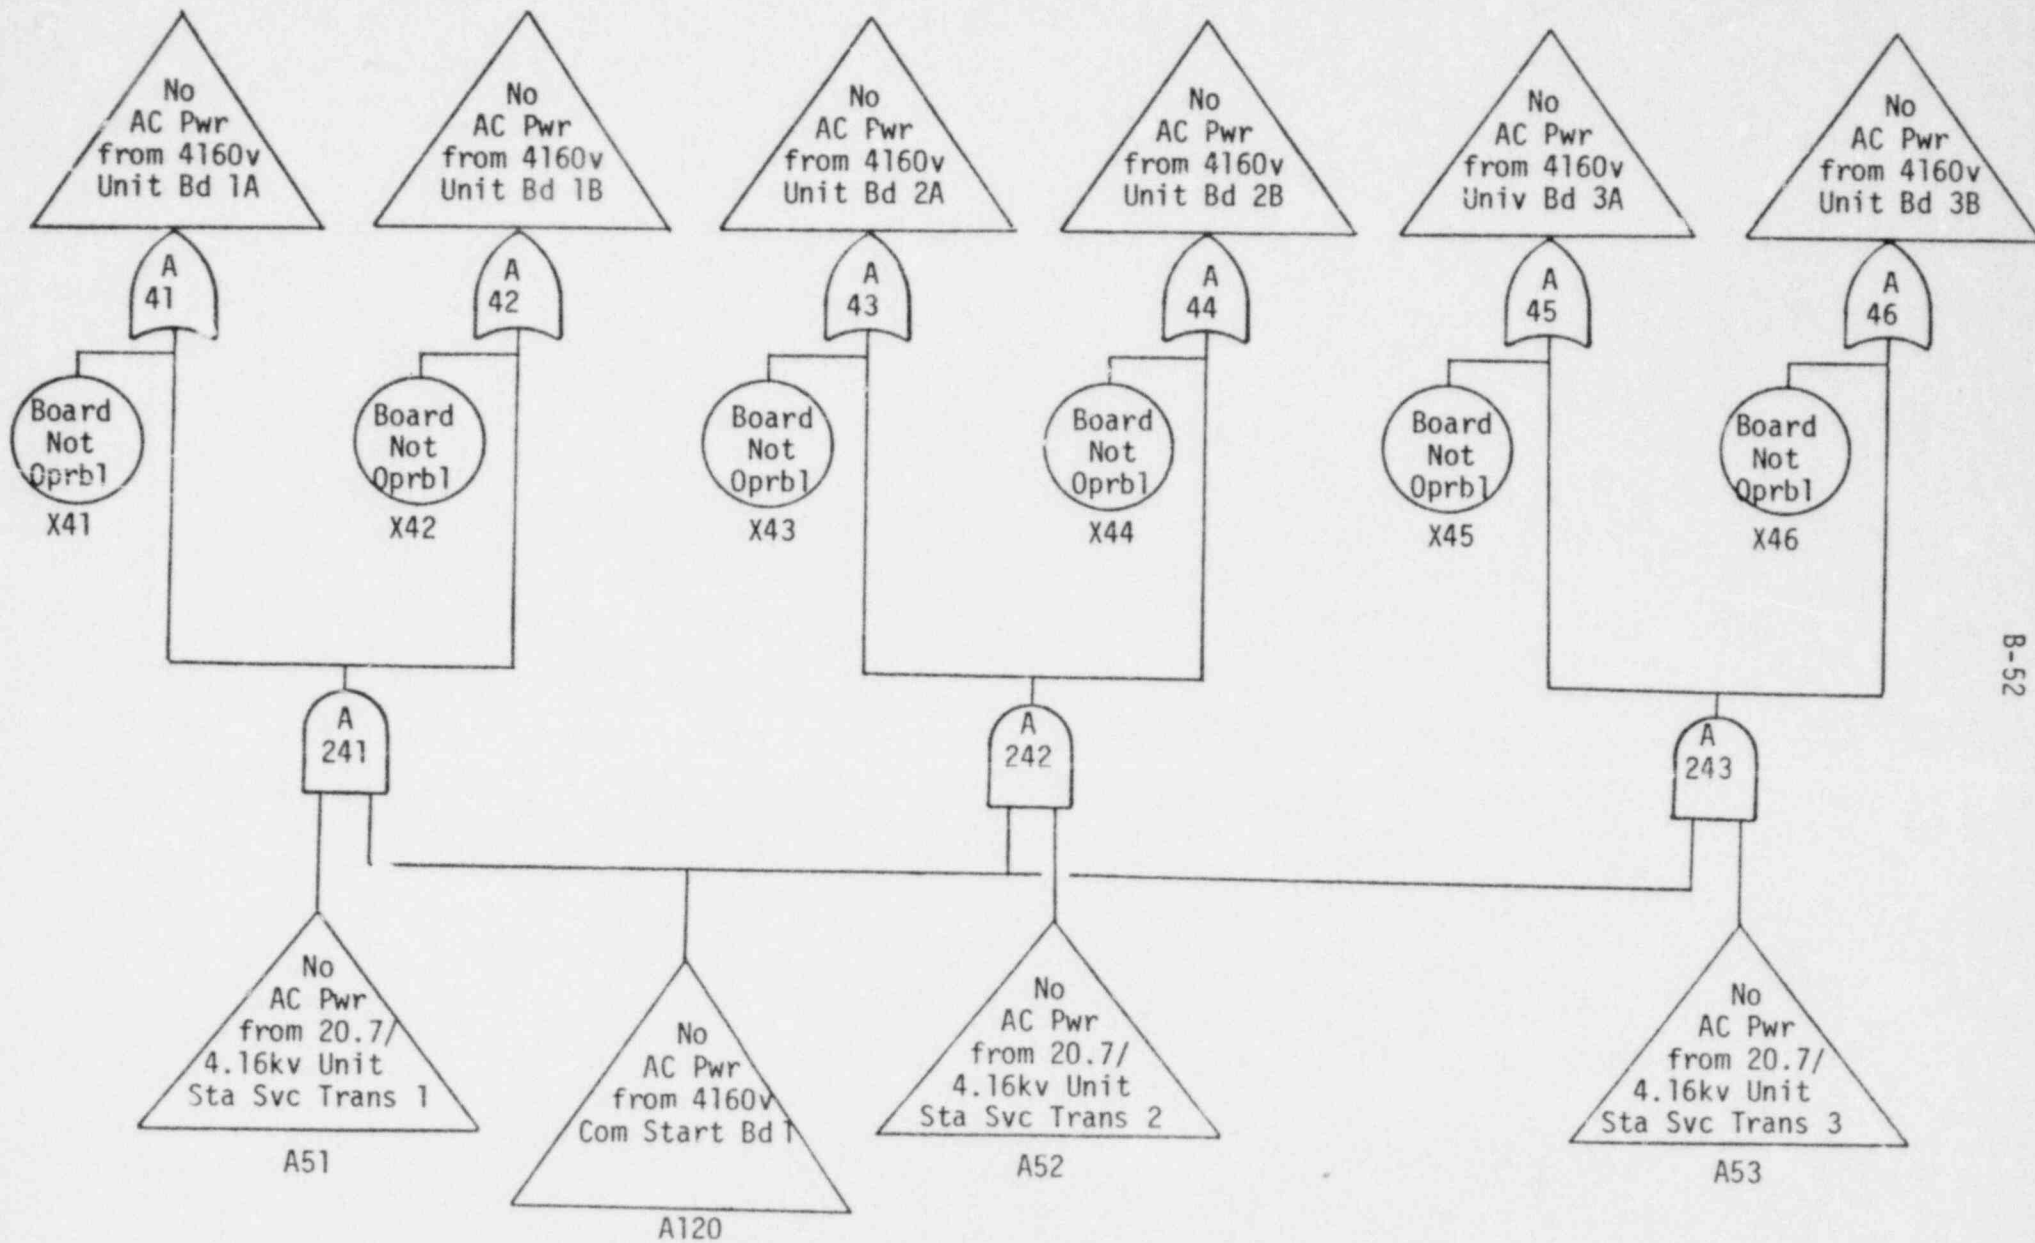 No
AC Pwr
from 4160v
Unit Bd 1A
No
AC Pwr
from 4160v
Unit Bd 1B
No
AC Pwr
from 4160v
Unit Bd 2A
No
AC Pwr
from 4160v
Unit Bd 2B
No
AC Pwr
from 4160v
Univ Bd 3A
No
AC Pwr
from 4160v
Unit Bd 3B
A
41
A
42
A
43
A
44
A
45
A
46
Board
Not
Oprbl
X41
Board
Not
Oprbl
X42
Board
Not
Oprbl
X43
Board
Not
Oprbl
X44
Board
Not
Oprbl
X45
Board
Not
Oprbl
X46
B-52
A
241
A
242
A
243
No
AC Pwr
from 20.7/
4.16kv Unit
Sta Svc Trans 1
A51
No
AC Pwr
from 4160v
Com Start Bd 1
A120
No
AC Pwr
from 20.7/
4.16kv Unit
Sta Svc Trans 2
A52
No
AC Pwr
from 20.7/
4.16kv Unit
Sta Svc Trans 3
A53